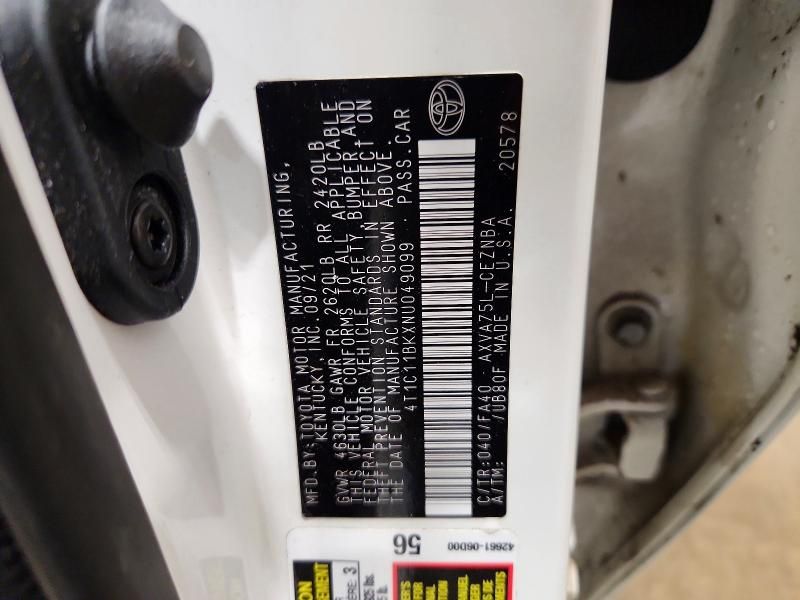 MFD.BY:TOYOTA MOTOR MANUFACTURING,
KENTUCKY, INC.09/21
GVWR 4630LB GAWR FR 2620LB RR 2420LB
THIS VEHICLE CONFORMS TO ALL APPLICABLE
FEDERAL MOTOR VEHICLE SAFETY, BUMPER,AND
THEFT PREVENTION STANDARDS IN EFFECT ON
THE DATE OF MANUFACTURE SHOWN ABOVE.
4T1C11BKXNU049099 PASS.CAR
C/TR:040/FA40 AXVA75L-CEZNBA
A/TM: /UB80F MADE IN U.S.A. 20578
56
42661-06D00